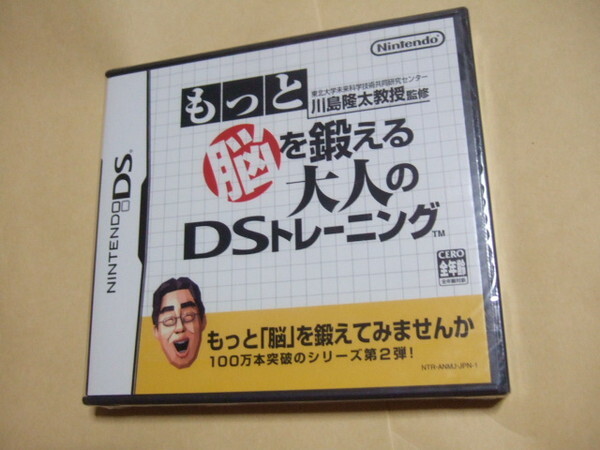 Nintendo
NINTENDO DS™
もっと
東北大学未来科学技術共同研究センター
川島隆太教授監修
脳を鍛える
大人の
DSトレーニング™
CERO
全年齢
もっと「脳」を鍛えてみませんか
100万本突破のシリーズ第2弾!
NTR-ANMJ-JPN-1